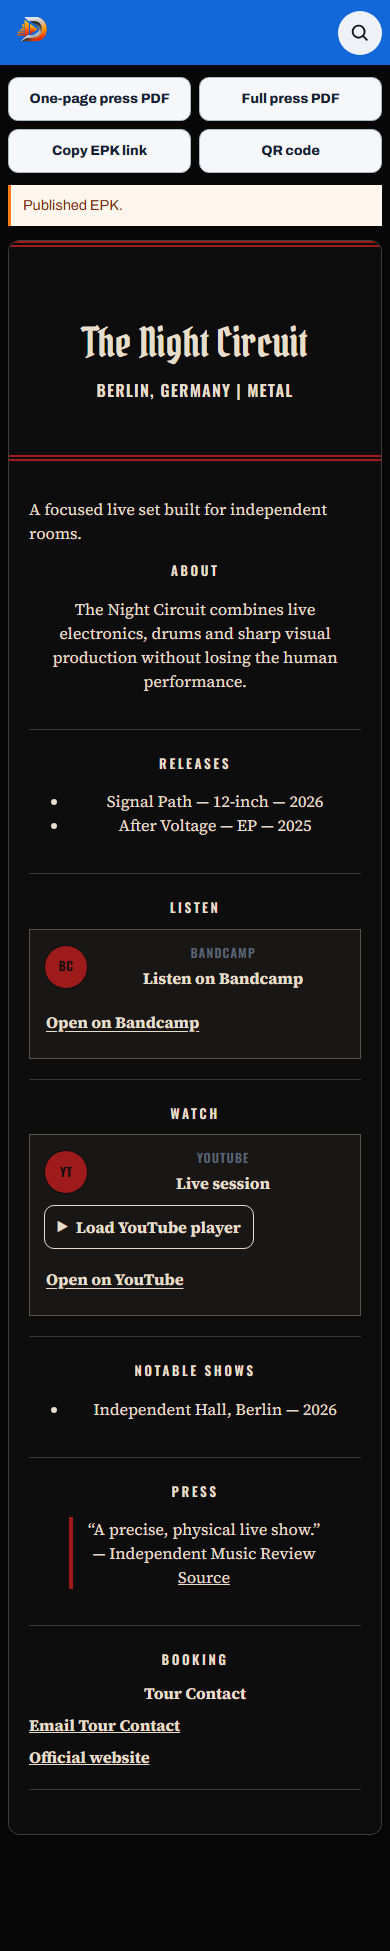 One-page press PDF
Full press PDF
Copy EPK link
QR code
Published EPK.
The Night Circuit
BERLIN, GERMANY | METAL
A focused live set built for independent
rooms.
ABOUT
The Night Circuit combines live
electronics, drums and sharp visual
production without losing the human
performance.
RELEASES
• Signal Path — 12-inch — 2026
• After Voltage — EP — 2025
LISTEN
BC
BANDCAMP
Listen on Bandcamp
Open on Bandcamp
WATCH
YT
YOUTUBE
Live session
▶ Load YouTube player
Open on YouTube
NOTABLE SHOWS
• Independent Hall, Berlin — 2026
PRESS
“A precise, physical live show.”
— Independent Music Review
Source
BOOKING
Tour Contact
Email Tour Contact
Official website